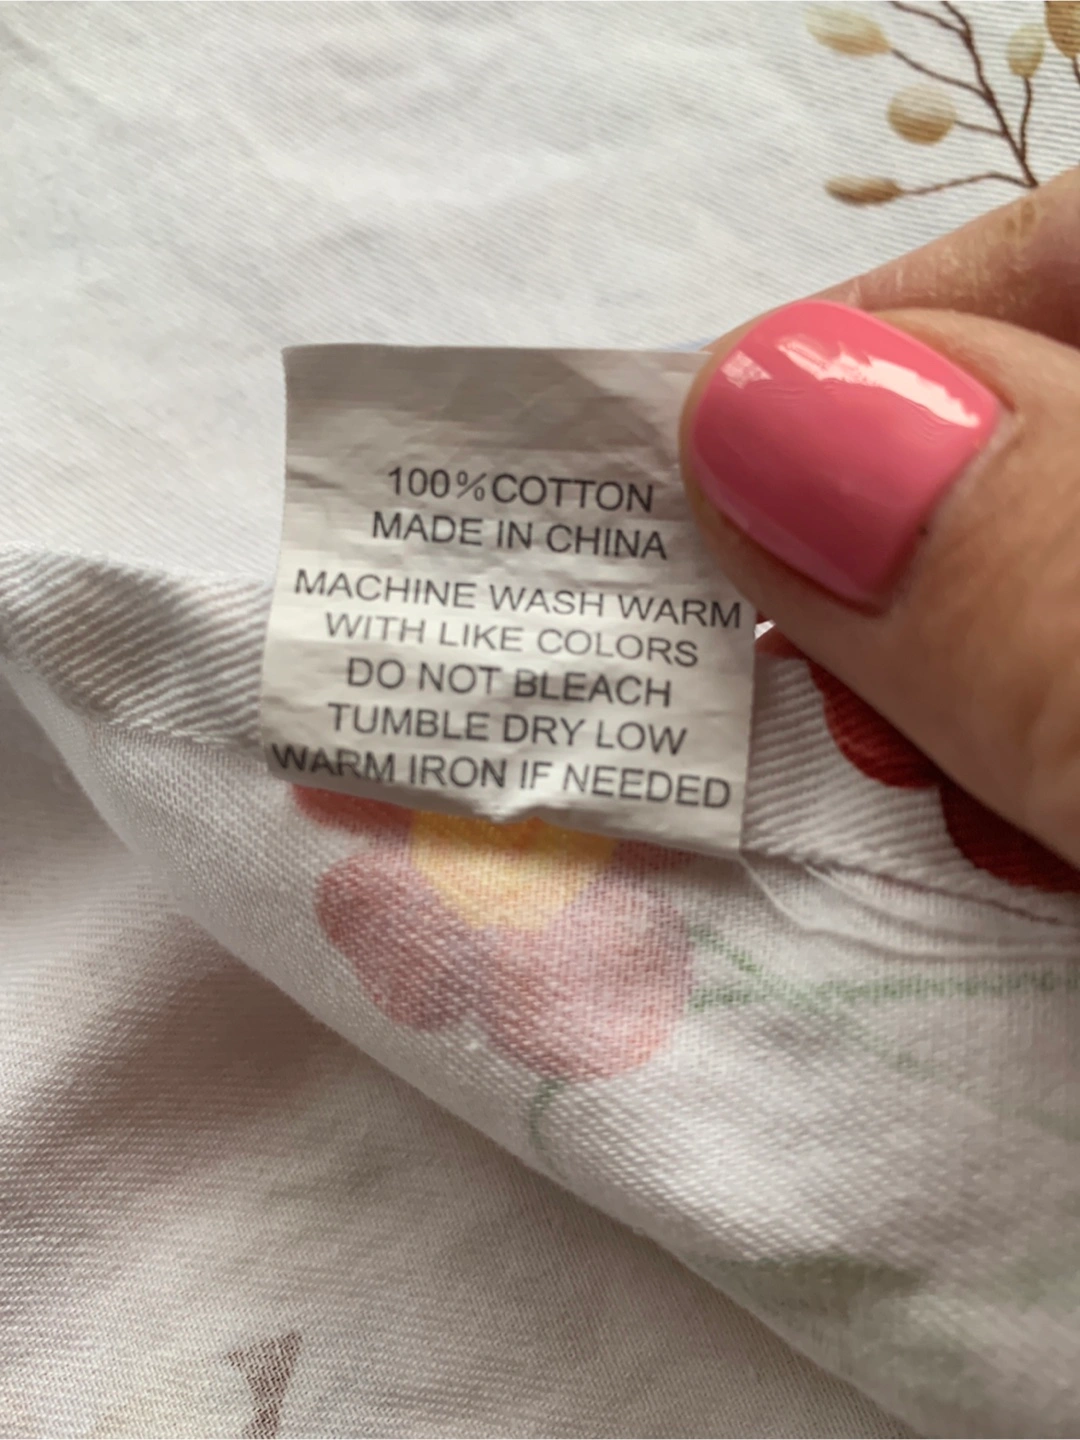 100%COTTON
MADE IN CHINA
MACHINE WASH WARM
WITH LIKE COLORS
DO NOT BLEACH
TUMBLE DRY LOW
WARM IRON IF NEEDED